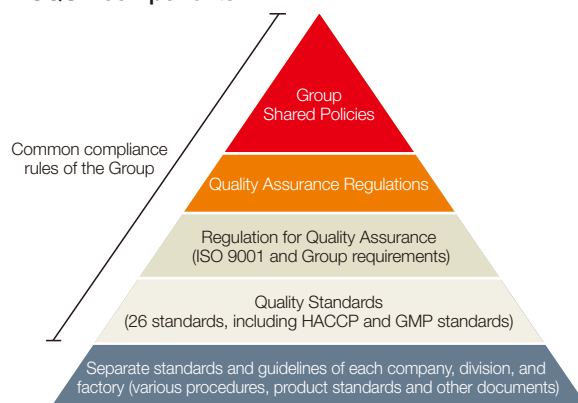 Group
Shared Policies
Common compliance
rules of the Group
Quality Assurance Regulations
Regulation for Quality Assurance
(ISO 9001 and Group requirements)
Quality Standards
(26 standards, including HACCP and GMP standards)
Separate standards and guidelines of each company, division, and
factory (various procedures, product standards and other documents)